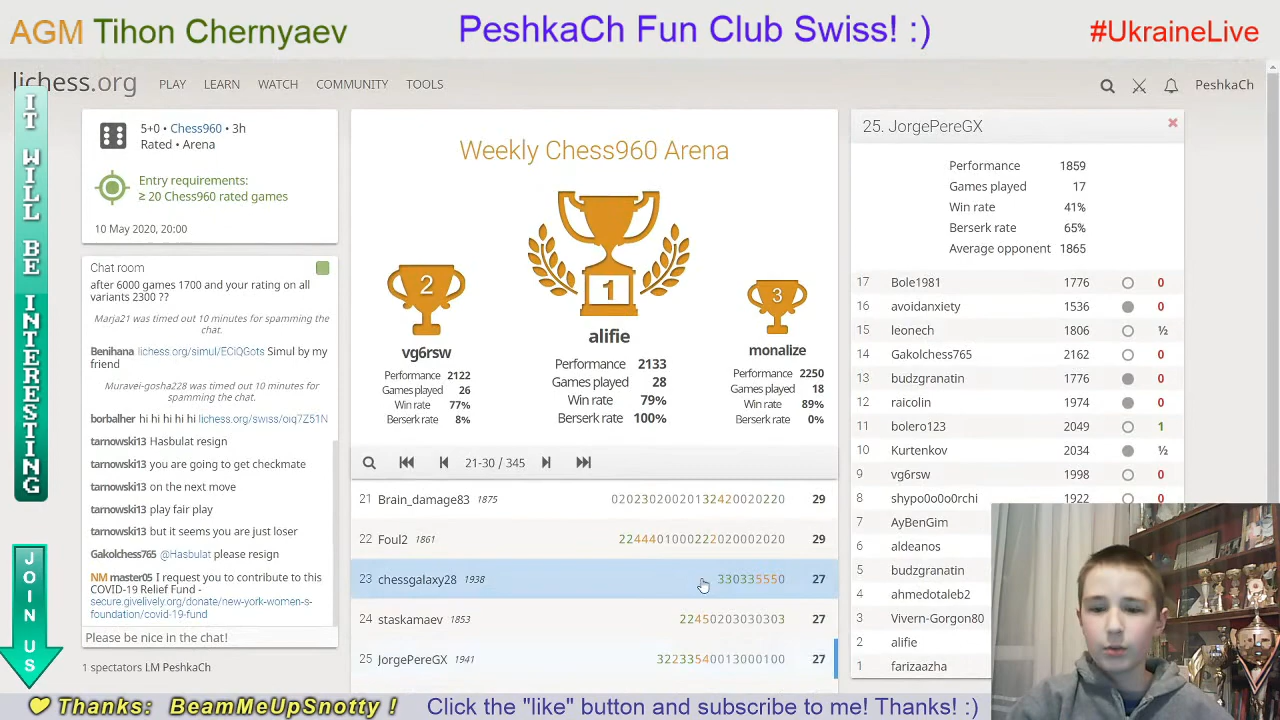 AGM Tihon Chernyaev
PeshkaCh Fun Club Swiss! :)
#UkraineLive
lichess.org
PLAY LEARN WATCH COMMUNITY TOOLS
PeshkaCh
IT WILL BE INTERESTING
JOIN US
5+0 • Chess960 • 3h
Rated • Arena
Entry requirements:
≥ 20 Chess960 rated games
10 May 2020, 20:00
Chat room
after 6000 games 1700 and your rating on all
variants 2300 ??
Marja21 was timed out 10 minutes for spamming the
chat.
Benihana lichess.org/simul/ECiQGots Simul by my
friend
Muravei-gosha228 was timed out 10 minutes for
spamming the chat.
borbalher hi hi hi hi hi lichess.org/swiss/oiq7Z51N
tarnowski13 Hasbulat resign
tarnowski13 you are going to get checkmate
tarnowski13 on the next move
tarnowski13 play fair play
tarnowski13 but it seems you are just loser
Gakolchess765 @Hasbulat please resign
NM master05 I request you to contribute to this
COVID-19 Relief Fund -
secure.givelively.org/donate/new-york-women-s-
foundation/covid-19-fund
Please be nice in the chat!
1 spectators LM PeshkaCh
Weekly Chess960 Arena
1
alifie
Performance 2133
Games played 28
Win rate 79%
Berserk rate 100%
2
vg6rsw
Performance 2122
Games played 26
Win rate 77%
Berserk rate 8%
3
monalize
Performance 2250
Games played 18
Win rate 89%
Berserk rate 0%
21-30 / 345
21 Brain_damage83 1875 02023020020132420020220 29
22 Foul2 1861 2244401000222020002020 29
23 chessgalaxy28 1938 330335550 27
24 staskamaev 1853 22450203030303 27
25 JorgePereGX 1941 32233540013000100 27
25. JorgePereGX
Performance 1859
Games played 17
Win rate 41%
Berserk rate 65%
Average opponent 1865
17 Bole1981 1776 0
16 avoidanxiety 1536 0
15 leonech 1806 ½
14 Gakolchess765 2162 0
13 budzgranatin 1776 0
12 raicolin 1974 0
11 bolero123 2049 1
10 Kurtenkov 2034 ½
9 vg6rsw 1998 0
8 shypo0o0o0rchi 1922
7 AyBenGim
6 aldeanos
5 budzgranatin
4 ahmedotaleb2
3 Vivern-Gorgon80
2 alifie
1 farizaazha
Thanks: BeamMeUpSnotty !
Click the "like" button and subscribe to me! Thanks! :)